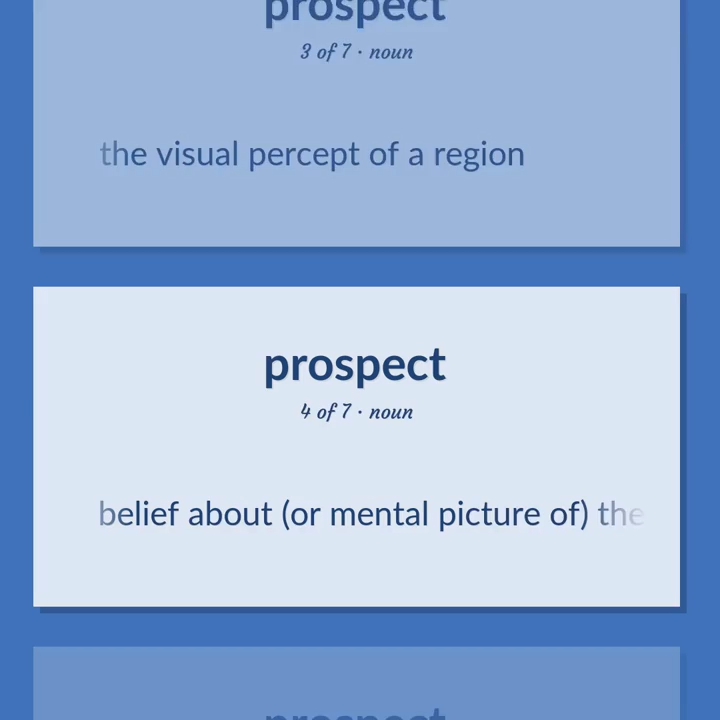 prospect
3 of 7 · noun
the visual percept of a region
prospect
4 of 7 · noun
belief about (or mental picture of) the
prospect